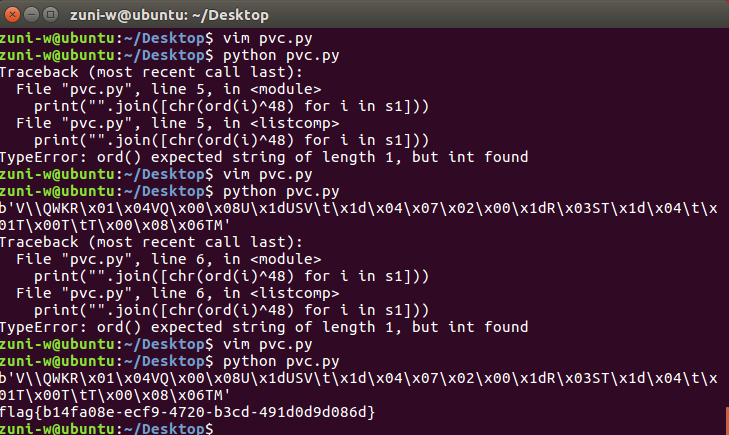 zuni-w@ubuntu: ~/Desktop
zuni-w@ubuntu:~/Desktop$ vim pvc.py
zuni-w@ubuntu:~/Desktop$ python pvc.py
Traceback (most recent call last):
  File "pvc.py", line 5, in <module>
    print("".join([chr(ord(i)^48) for i in s1]))
  File "pvc.py", line 5, in <listcomp>
    print("".join([chr(ord(i)^48) for i in s1]))
TypeError: ord() expected string of length 1, but int found
zuni-w@ubuntu:~/Desktop$ vim pvc.py
zuni-w@ubuntu:~/Desktop$ python pvc.py
b'V\\QWKR\x01\x04VQ\x00\x08U\x1dUSV\t\x1d\x04\x07\x02\x00\x1dR\x03ST\x1d\x04\t\x
01T\x00T\tT\x00\x08\x06TM'
Traceback (most recent call last):
  File "pvc.py", line 6, in <module>
    print("".join([chr(ord(i)^48) for i in s1]))
  File "pvc.py", line 6, in <listcomp>
    print("".join([chr(ord(i)^48) for i in s1]))
TypeError: ord() expected string of length 1, but int found
zuni-w@ubuntu:~/Desktop$ vim pvc.py
zuni-w@ubuntu:~/Desktop$ python pvc.py
b'V\\QWKR\x01\x04VQ\x00\x08U\x1dUSV\t\x1d\x04\x07\x02\x00\x1dR\x03ST\x1d\x04\t\x
01T\x00T\tT\x00\x08\x06TM'
flag{b14fa08e-ecf9-4720-b3cd-491d0d9d086d}
zuni-w@ubuntu:~/Desktop$